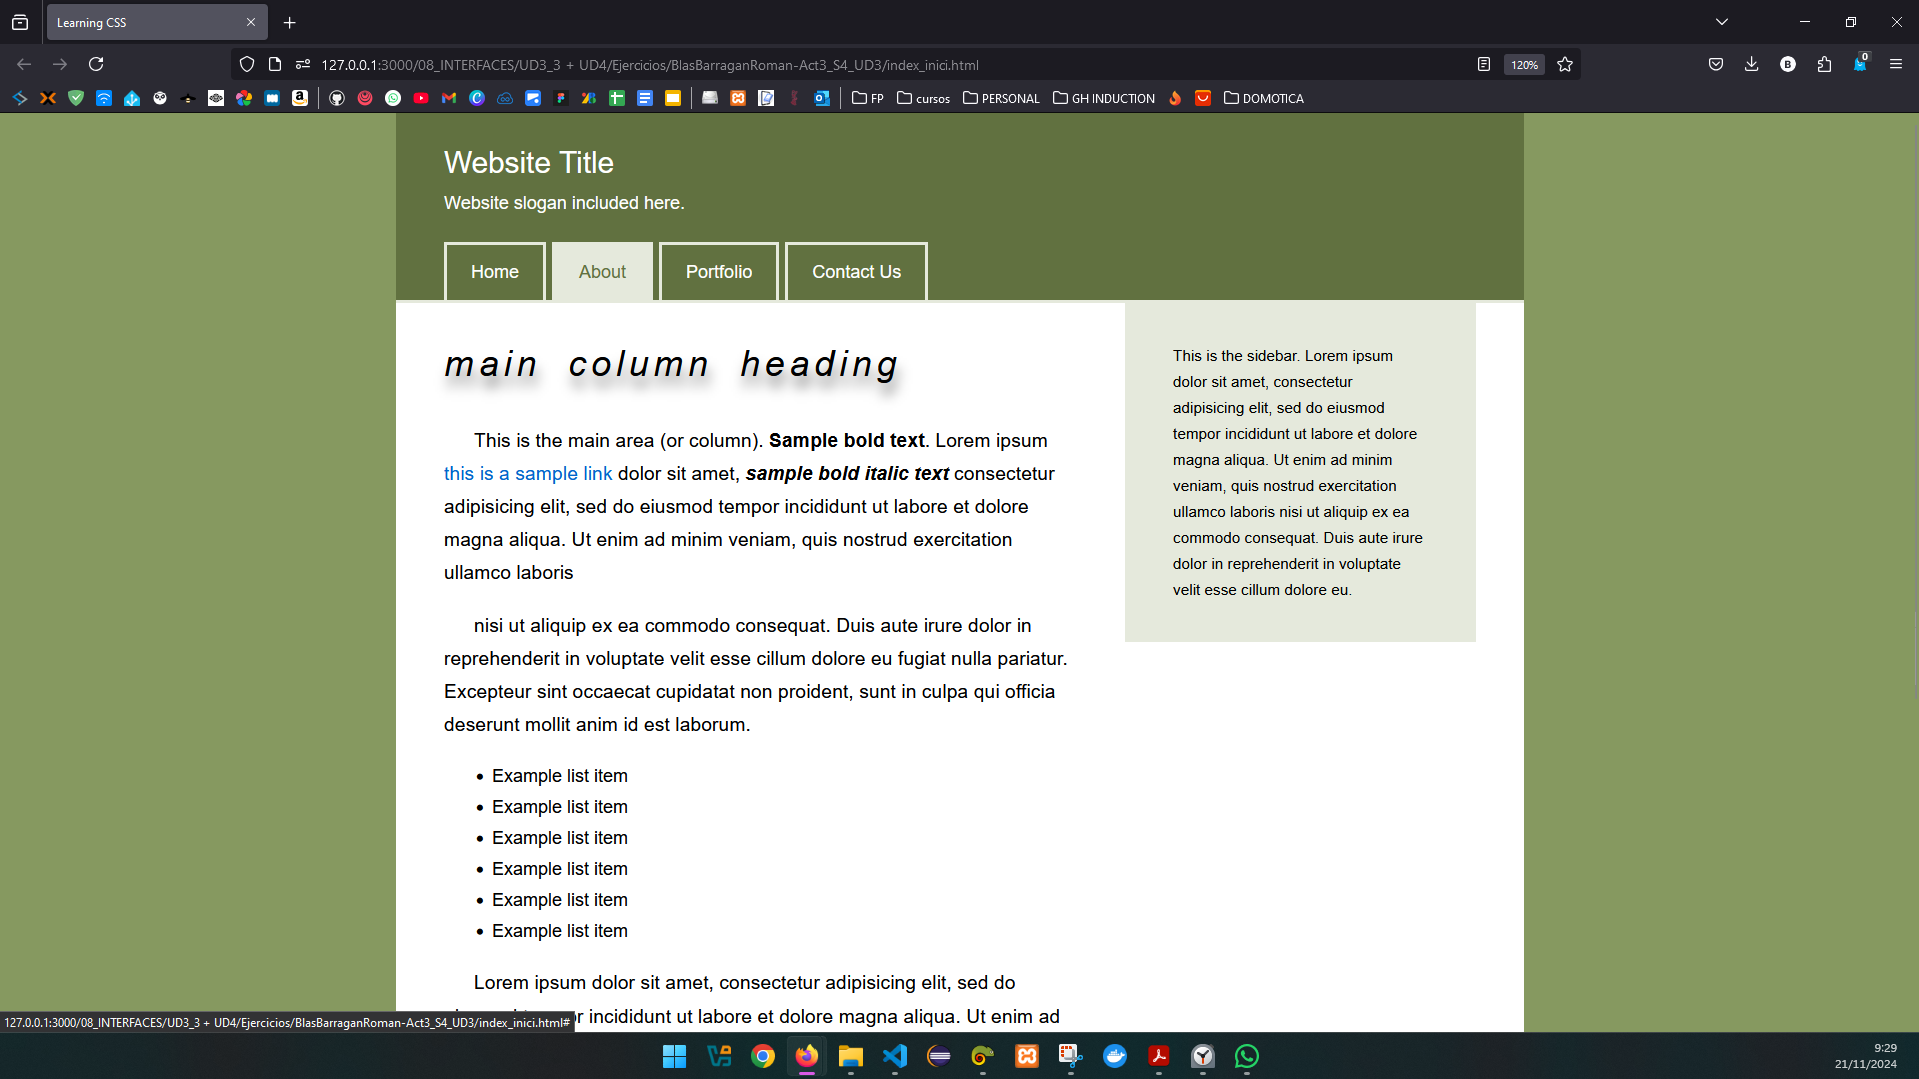 Learning CSS
127.0.0.1:3000/08_INTERFACES/UD3_3 + UD4/Ejercicios/BlasBarraganRoman-Act3_S4_UD3/index_inici.html
120%
0
FP
cursos
PERSONAL
GH INDUCTION
DOMOTICA
Website Title
Website slogan included here.
Home
About
Portfolio
Contact Us
main column heading
This is the main area (or column). Sample bold text. Lorem ipsum
this is a sample link dolor sit amet, sample bold italic text consectetur
adipisicing elit, sed do eiusmod tempor incididunt ut labore et dolore
magna aliqua. Ut enim ad minim veniam, quis nostrud exercitation
ullamco laboris
nisi ut aliquip ex ea commodo consequat. Duis aute irure dolor in
reprehenderit in voluptate velit esse cillum dolore eu fugiat nulla pariatur.
Excepteur sint occaecat cupidatat non proident, sunt in culpa qui officia
deserunt mollit anim id est laborum.
• Example list item
• Example list item
• Example list item
• Example list item
• Example list item
• Example list item
Lorem ipsum dolor sit amet, consectetur adipisicing elit, sed do
incididunt ut labore et dolore magna aliqua. Ut enim ad
This is the sidebar. Lorem ipsum
dolor sit amet, consectetur
adipisicing elit, sed do eiusmod
tempor incididunt ut labore et dolore
magna aliqua. Ut enim ad minim
veniam, quis nostrud exercitation
ullamco laboris nisi ut aliquip ex ea
commodo consequat. Duis aute irure
dolor in reprehenderit in voluptate
velit esse cillum dolore eu.
127.0.0.1:3000/08_INTERFACES/UD3_3 + UD4/Ejercicios/BlasBarraganRoman-Act3_S4_UD3/index_inici.html#
9:29
21/11/2024